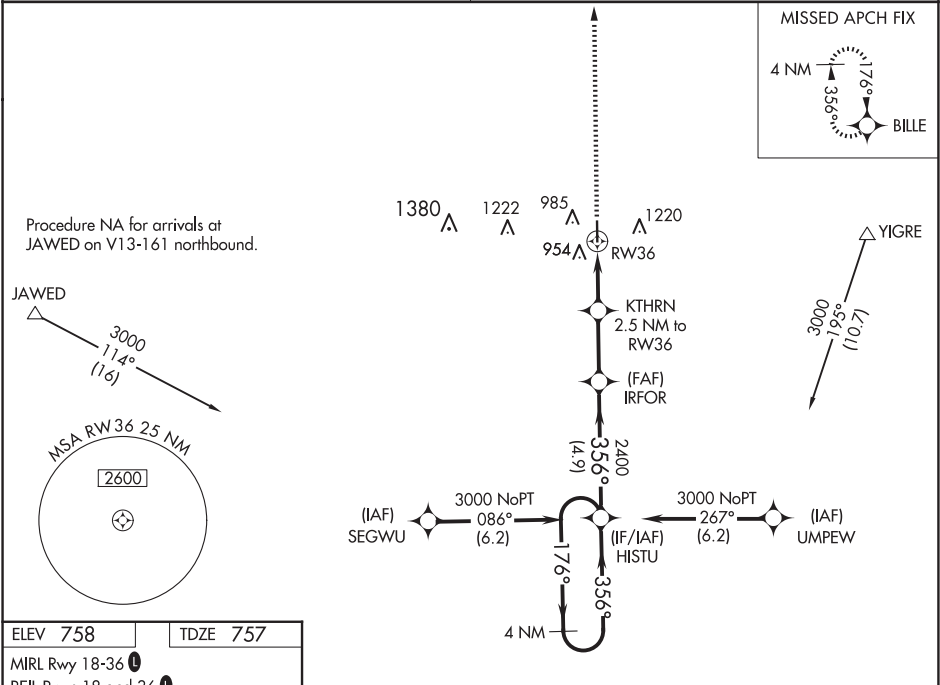 MISSED APCH FIX
4 NM
176°
356°
BILLE
Procedure NA for arrivals at
JAWED on V13-161 northbound.
1380
1222
985
1220
954
RW36
YIGRE
3000
195°
(10.7)
JAWED
3000
114°
(16)
KTHRN
2.5 NM to
RW36
(FAF)
IRFOR
MSA RW36 25 NM
2600
2400
356°
(4.9)
(IAF)
SEGWU
3000 NoPT
086°
(6.2)
(IF/IAF)
HISTU
3000 NoPT
267°
(6.2)
(IAF)
UMPEW
176°
356°
4 NM
ELEV 758
TDZE 757
MIRL Rwy 18-36 L